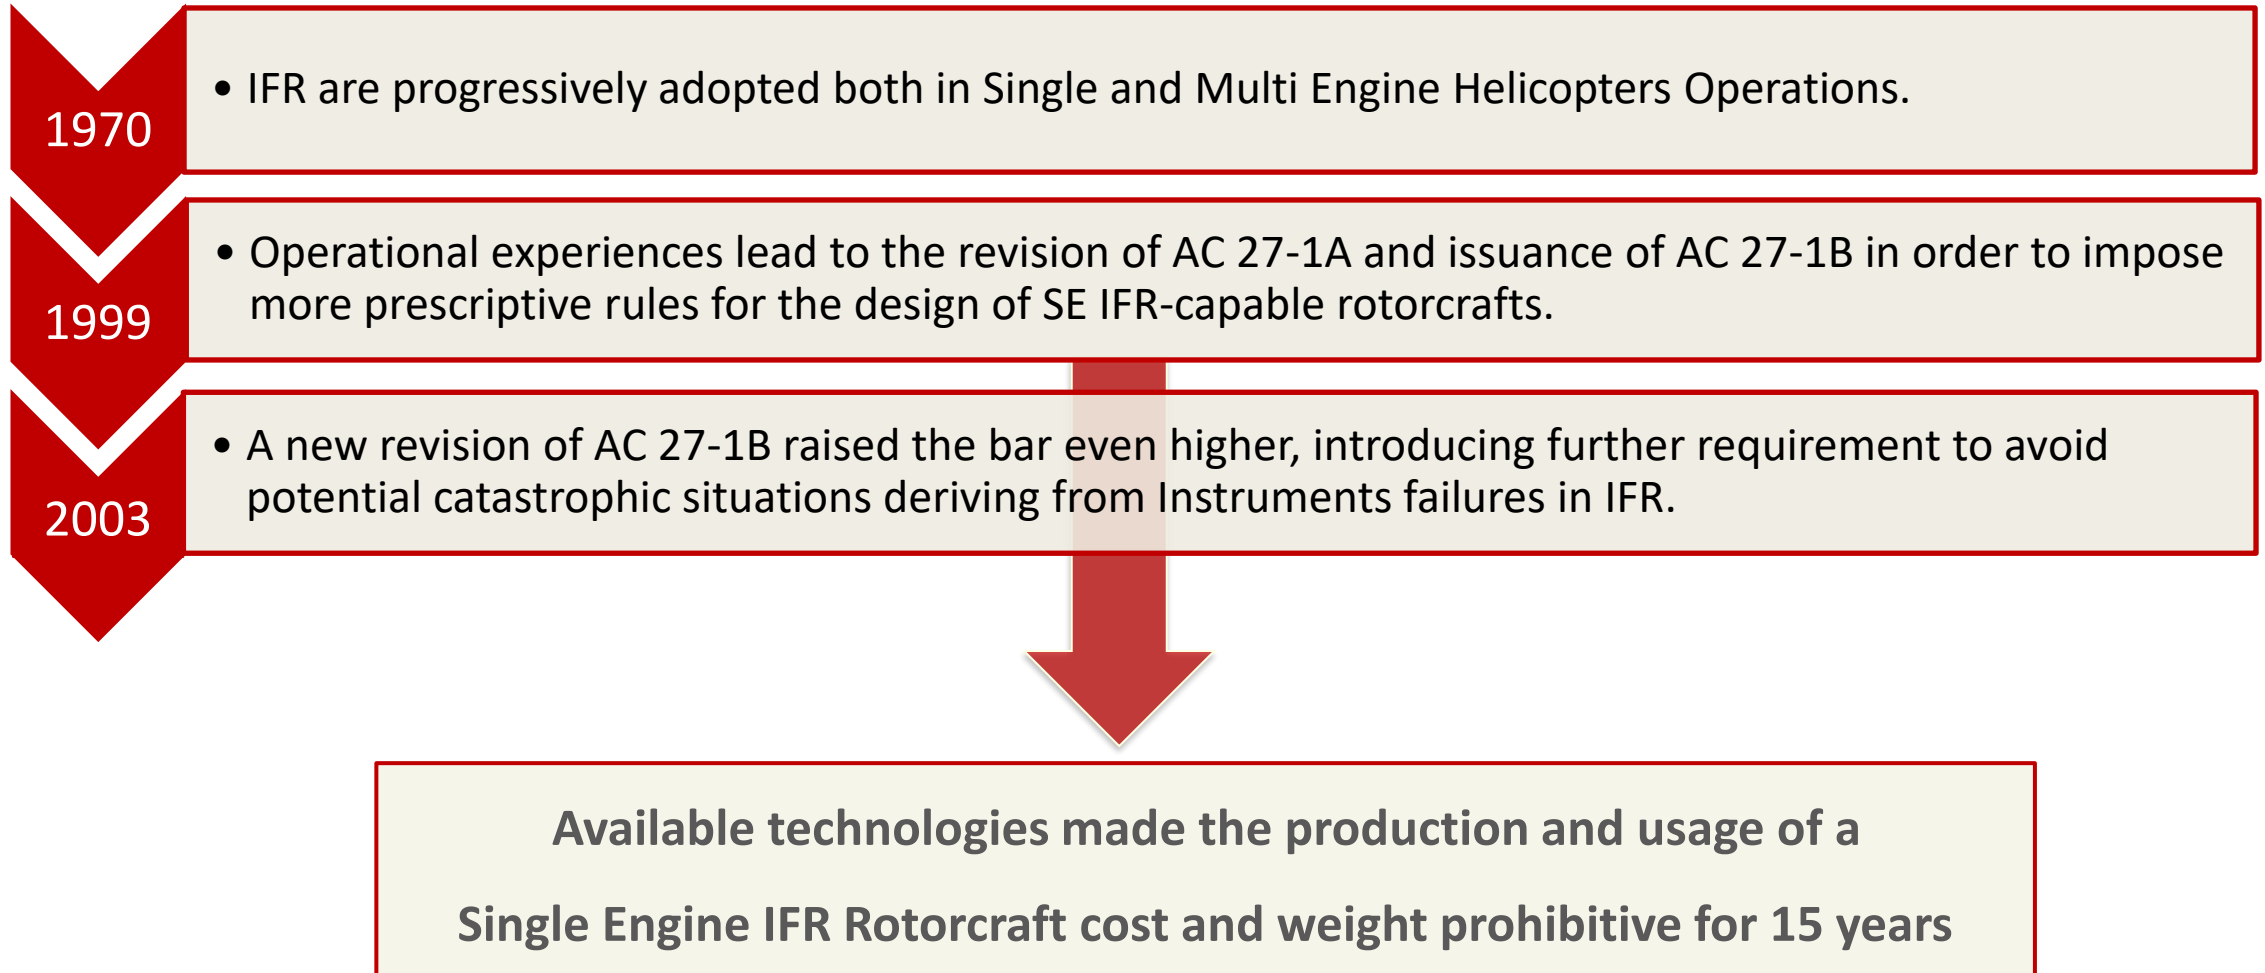 1970
• IFR are progressively adopted both in Single and Multi Engine Helicopters Operations.
1999
• Operational experiences lead to the revision of AC 27-1A and issuance of AC 27-1B in order to impose
more prescriptive rules for the design of SE IFR-capable rotorcrafts.
2003
• A new revision of AC 27-1B raised the bar even higher, introducing further requirement to avoid
potential catastrophic situations deriving from Instruments failures in IFR.
Available technologies made the production and usage of a
Single Engine IFR Rotorcraft cost and weight prohibitive for 15 years